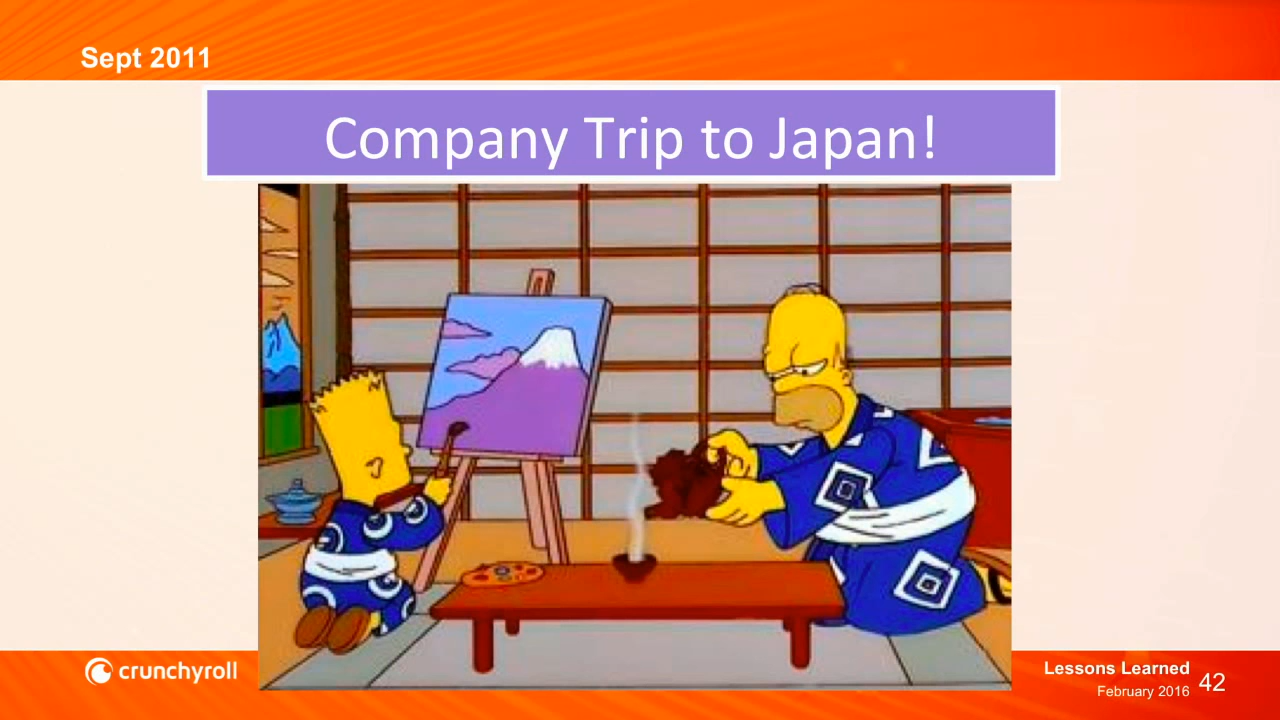 Sept 2011
Company Trip to Japan!
crunchyroll
Lessons Learned
February 2016
42